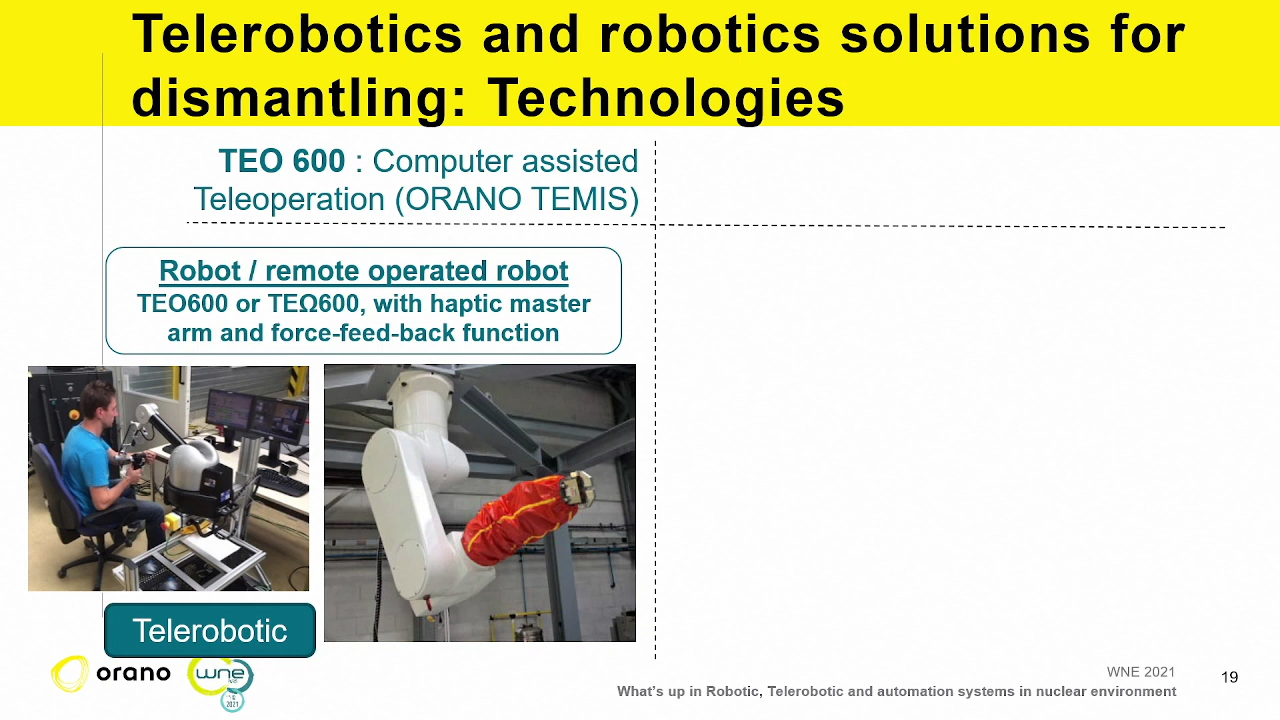 Telerobotics and robotics solutions for
dismantling: Technologies
TEO 600 : Computer assisted
Teleoperation (ORANO TEMIS)
Robot / remote operated robot
TEO600 or TEΩ600, with haptic master
arm and force-feed-back function
Telerobotic
orano
wne
2021
WNE 2021
What's up in Robotic, Telerobotic and automation systems in nuclear environment
19